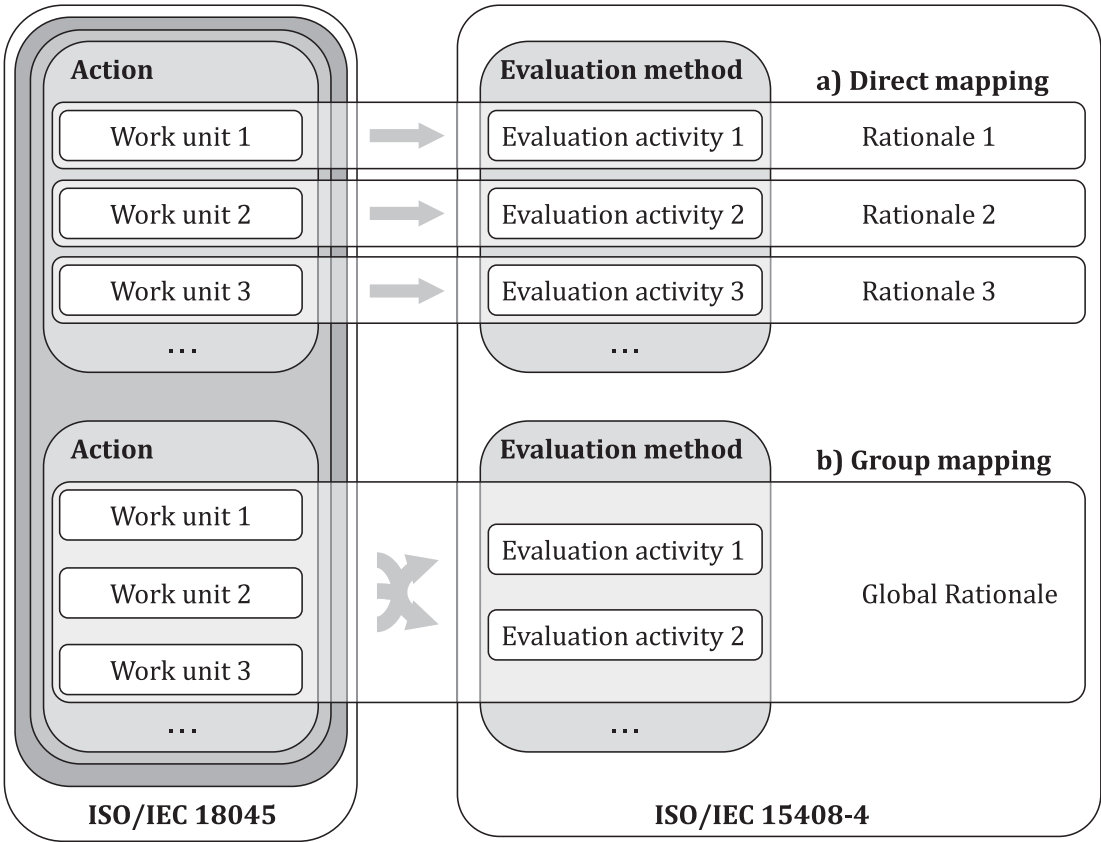 Action
Evaluation method
a) Direct mapping
Work unit 1
Evaluation activity 1
Rationale 1
Work unit 2
Evaluation activity 2
Rationale 2
Work unit 3
Evaluation activity 3
Rationale 3
...
...
Action
Evaluation method
b) Group mapping
Work unit 1
Evaluation activity 1
Work unit 2
Global Rationale
Evaluation activity 2
Work unit 3
...
...
ISO/IEC 18045
ISO/IEC 15408-4